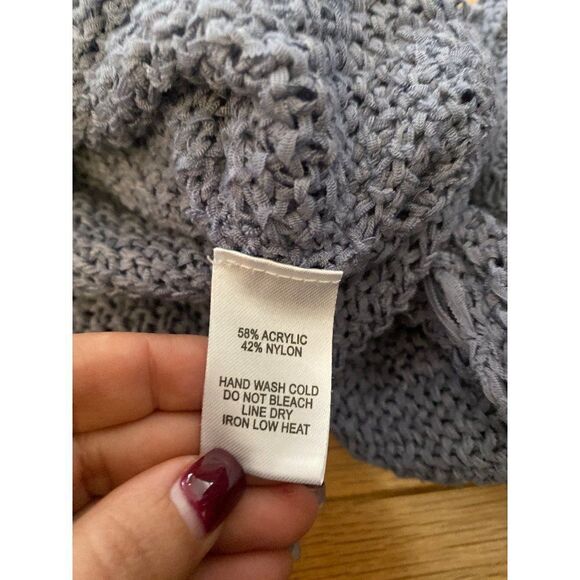 58% ACRYLIC
42% NYLON
HAND WASH COLD
DO NOT BLEACH
LINE DRY
IRON LOW HEAT